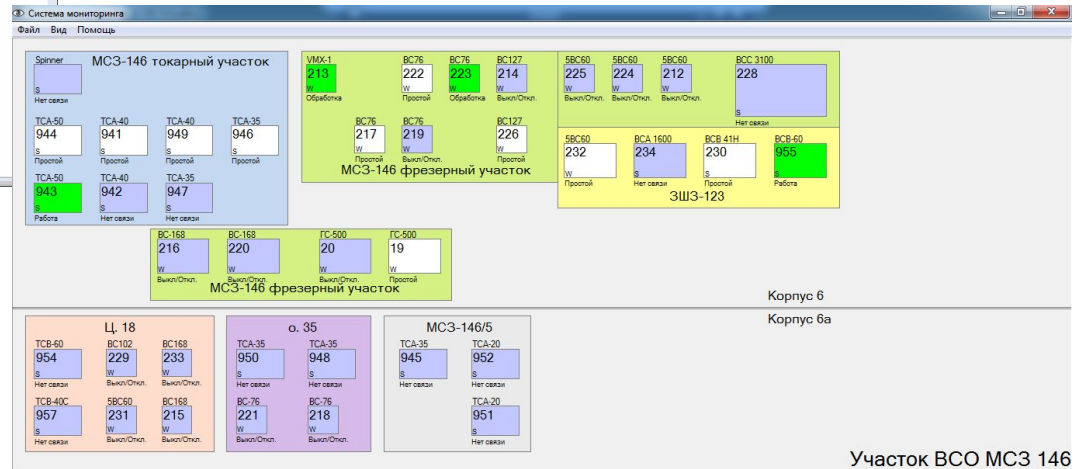 Система мониторинга
Файл Вид Помощь
МСЗ-146 токарный участок
Spinner
S
Нет связи
TCA-50
944
S
Простой
TCA-40
941
S
Простой
TCA-40
949
S
Простой
TCA-35
946
S
Простой
TCA-50
943
S
Работа
TCA-40
942
S
Нет связи
TCA-35
947
S
Нет связи
VMX-1
213
W
Обработка
BC76
222
W
Простой
BC76
223
W
Обработка
BC127
214
W
Выкл/Откл.
BC76
217
W
Простой
BC76
219
W
Выкл/Откл.
BC127
226
W
Простой
МСЗ-146 фрезерный участок
5BC60
225
W
Выкл/Откл.
5BC60
224
W
Выкл/Откл.
5BC60
212
W
Выкл/Откл.
BCC 3100
228
S
Нет связи
5BC60
232
W
Простой
BCA 1600
234
S
Нет связи
BCB 41H
230
S
Простой
BCB-60
955
S
Работа
ЗШЗ-123
BC-168
216
W
Выкл/Откл.
BC-168
220
W
Выкл/Откл.
ГС-500
20
W
Выкл/Откл.
ГС-500
19
W
Простой
МСЗ-146 фрезерный участок
Корпус 6
Корпус 6а
Ц. 18
ТСВ-60
954
S
Нет связи
BC102
229
W
Выкл/Откл.
BC168
233
W
Выкл/Откл.
ТСВ-40С
957
S
Нет связи
5BC60
231
W
Выкл/Откл.
BC168
215
W
Выкл/Откл.
о. 35
TCA-35
950
S
Нет связи
TCA-35
948
S
Нет связи
BC-76
221
W
Выкл/Откл.
BC-76
218
W
Выкл/Откл.
МСЗ-146/5
TCA-35
945
S
Нет связи
TCA-20
952
S
Нет связи
TCA-20
951
S
Нет связи
Участок ВСО МСЗ 146